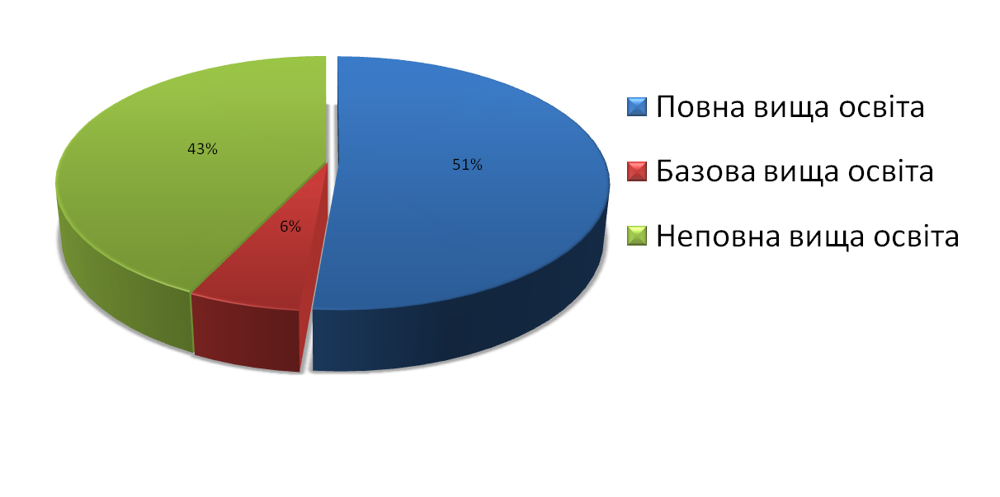 43%
51%
6%
Повна вища освіта
Базова вища освіта
Неповна вища освіта